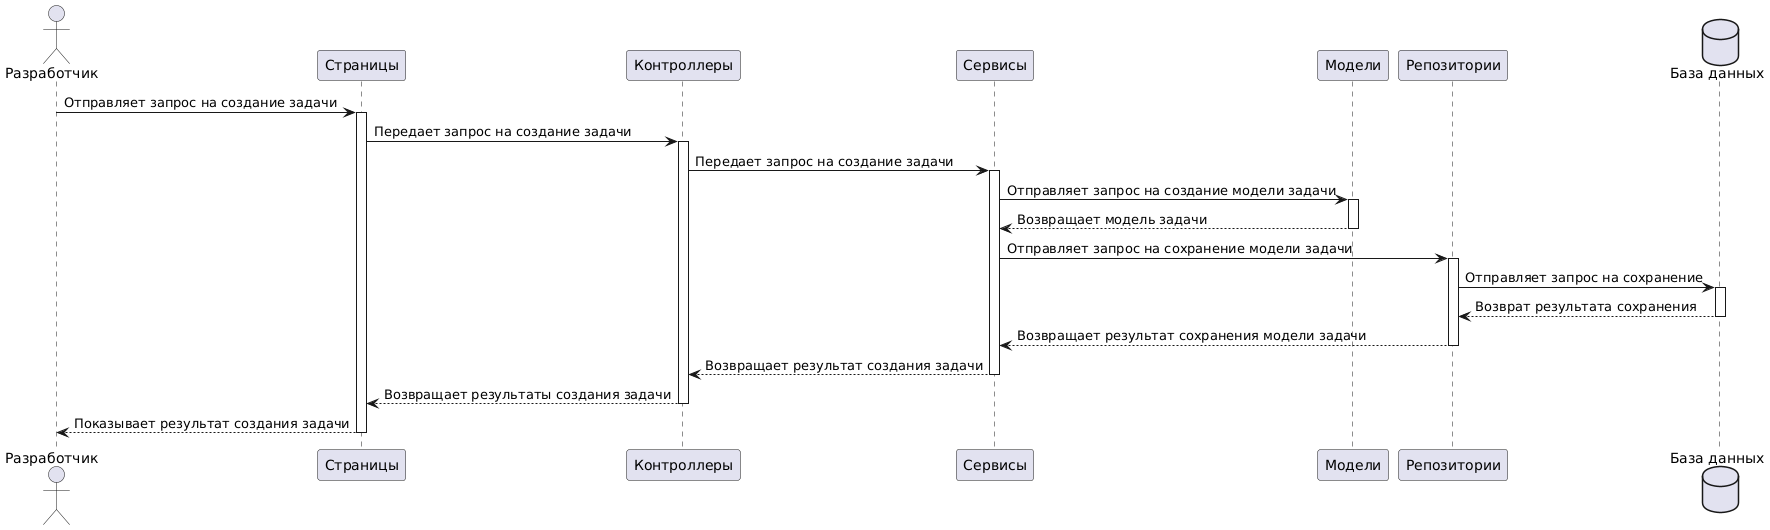 Разработчик
Страницы
Контроллеры
Сервисы
Модели
Репозитории
База данных
Отправляет запрос на создание задачи
Передает запрос на создание задачи
Передает запрос на создание задачи
Отправляет запрос на создание модели задачи
Возвращает модель задачи
Отправляет запрос на сохранение модели задачи
Отправляет запрос на сохранение
Возврат результата сохранения
Возвращает результат сохранения модели задачи
Возвращает результат создания задачи
Возвращает результаты создания задачи
Показывает результат создания задачи
Разработчик
Страницы
Контроллеры
Сервисы
Модели
Репозитории
База данных